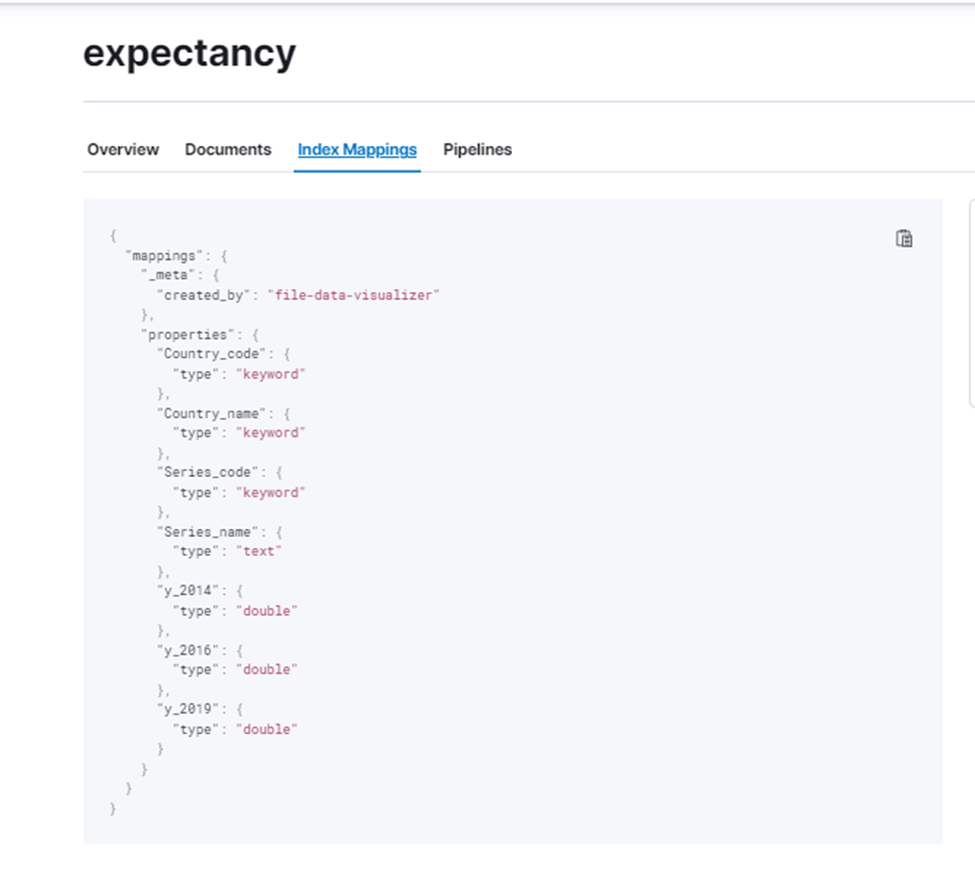 expectancy
Overview Documents Index Mappings Pipelines
{
"mappings": {
"_meta": {
"created_by": "file-data-visualizer"
},
"properties": {
"Country_code": {
"type": "keyword"
},
"Country_name": {
"type": "keyword"
},
"Series_code": {
"type": "keyword"
},
"Series_name": {
"type": "text"
},
"y_2014": {
"type": "double"
},
"y_2016": {
"type": "double"
},
"y_2019": {
"type": "double"
}
}
}
}